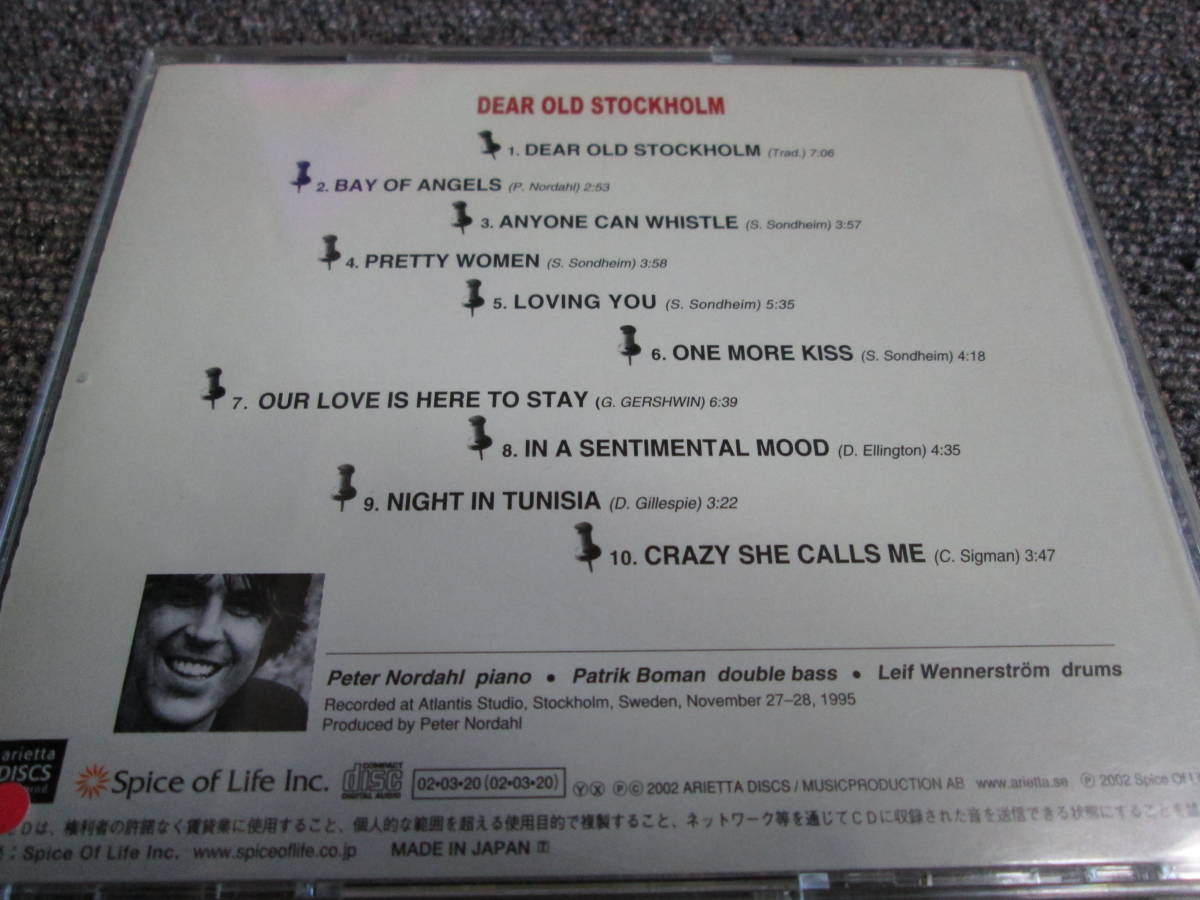 DEAR OLD STOCKHOLM
1. DEAR OLD STOCKHOLM (Trad.) 7:06
2. BAY OF ANGELS (P. Nordahl) 2:53
3. ANYONE CAN WHISTLE (S. Sondheim) 3:57
4. PRETTY WOMEN (S. Sondheim) 3:58
5. LOVING YOU (S. Sondheim) 5:35
6. ONE MORE KISS (S. Sondheim) 4:18
7. OUR LOVE IS HERE TO STAY (G. GERSHWIN) 6:39
8. IN A SENTIMENTAL MOOD (D. Ellington) 4:35
9. NIGHT IN TUNISIA (D. Gillespie) 3:22
10. CRAZY SHE CALLS ME (C. Sigman) 3:47
Peter Nordahl piano • Patrik Boman double bass • Leif Wennerström drums
Recorded at Atlantis Studio, Stockholm, Sweden, November 27–28, 1995
Produced by Peter Nordahl
arietta
DISCS
Spice of Life Inc. COMPACT disc DIGITAL AUDIO 02•03•20 (02•03•20) Ⓨ Ⓧ Ⓟ © 2002 ARIETTA DISCS / MUSICPRODUCTION AB www.arietta.se Ⓟ 2002 Spice Of
Dは、権利者の許諾なく賃貸業に使用すること、個人的な範囲を超える使用目的で複製すること、ネットワーク等を通じてCDに収録された音を送信できる状態にすることを
: Spice Of Life Inc. www.spiceoflife.co.jp MADE IN JAPAN